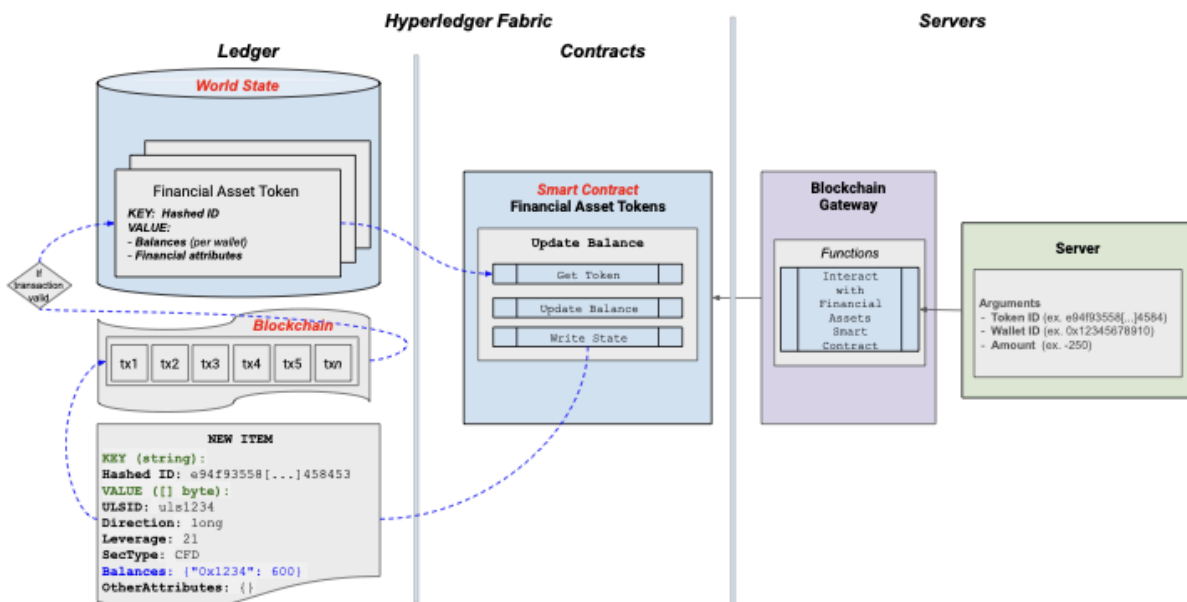 Hyperledger Fabric
Servers
Ledger
Contracts
World State
Financial Asset Token
KEY: Hashed ID
VALUE:
- Balances (per wallet)
- Financial attributes
If
transaction
valid
Blockchain
tx1 tx2 tx3 tx4 tx5 txn
NEW ITEM
KEY (string):
Hashed ID: e94f93558[...]458453
VALUE ([] byte):
ULSID: uls1234
Direction: long
Leverage: 21
SecType: CFD
Balances: {"0x1234": 600}
OtherAttributes: {}
Smart Contract
Financial Asset Tokens
Update Balance
Get Token
Update Balance
Write State
Blockchain
Gateway
Functions
Interact
with
Financial
Assets
Smart
Contract
Server
Arguments
- Token ID (ex. e94f93558[...]4584)
- Wallet ID (ex. 0x12345678910)
- Amount (ex. -250)